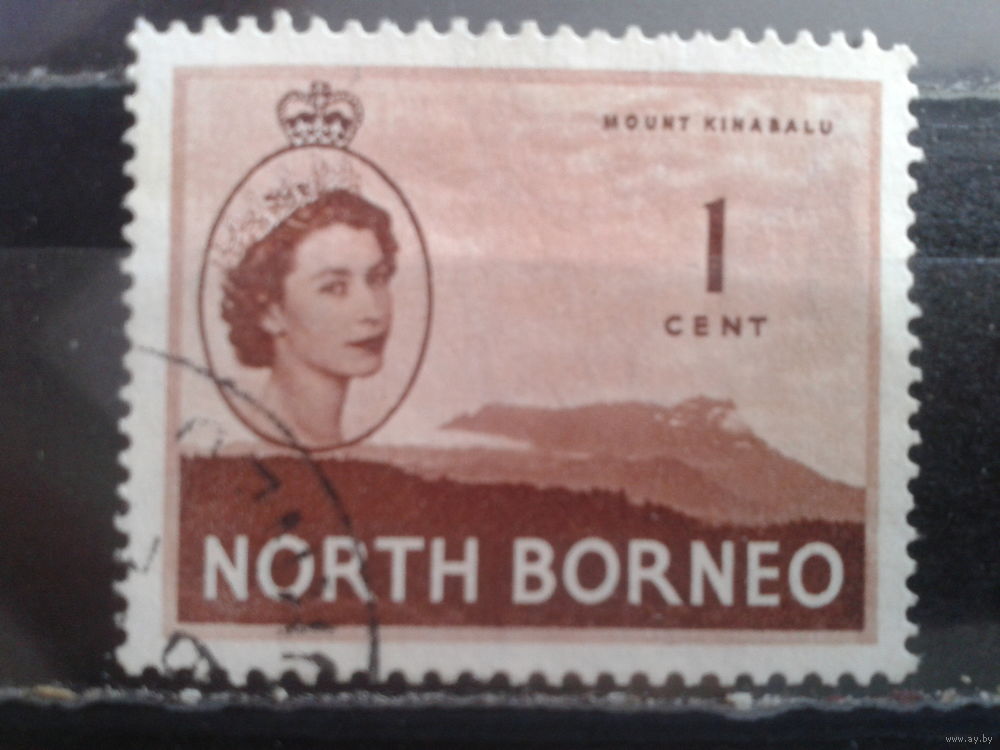 MOUNT KINABALU
1
CENT
NORTH BORNEO
www.ay.by